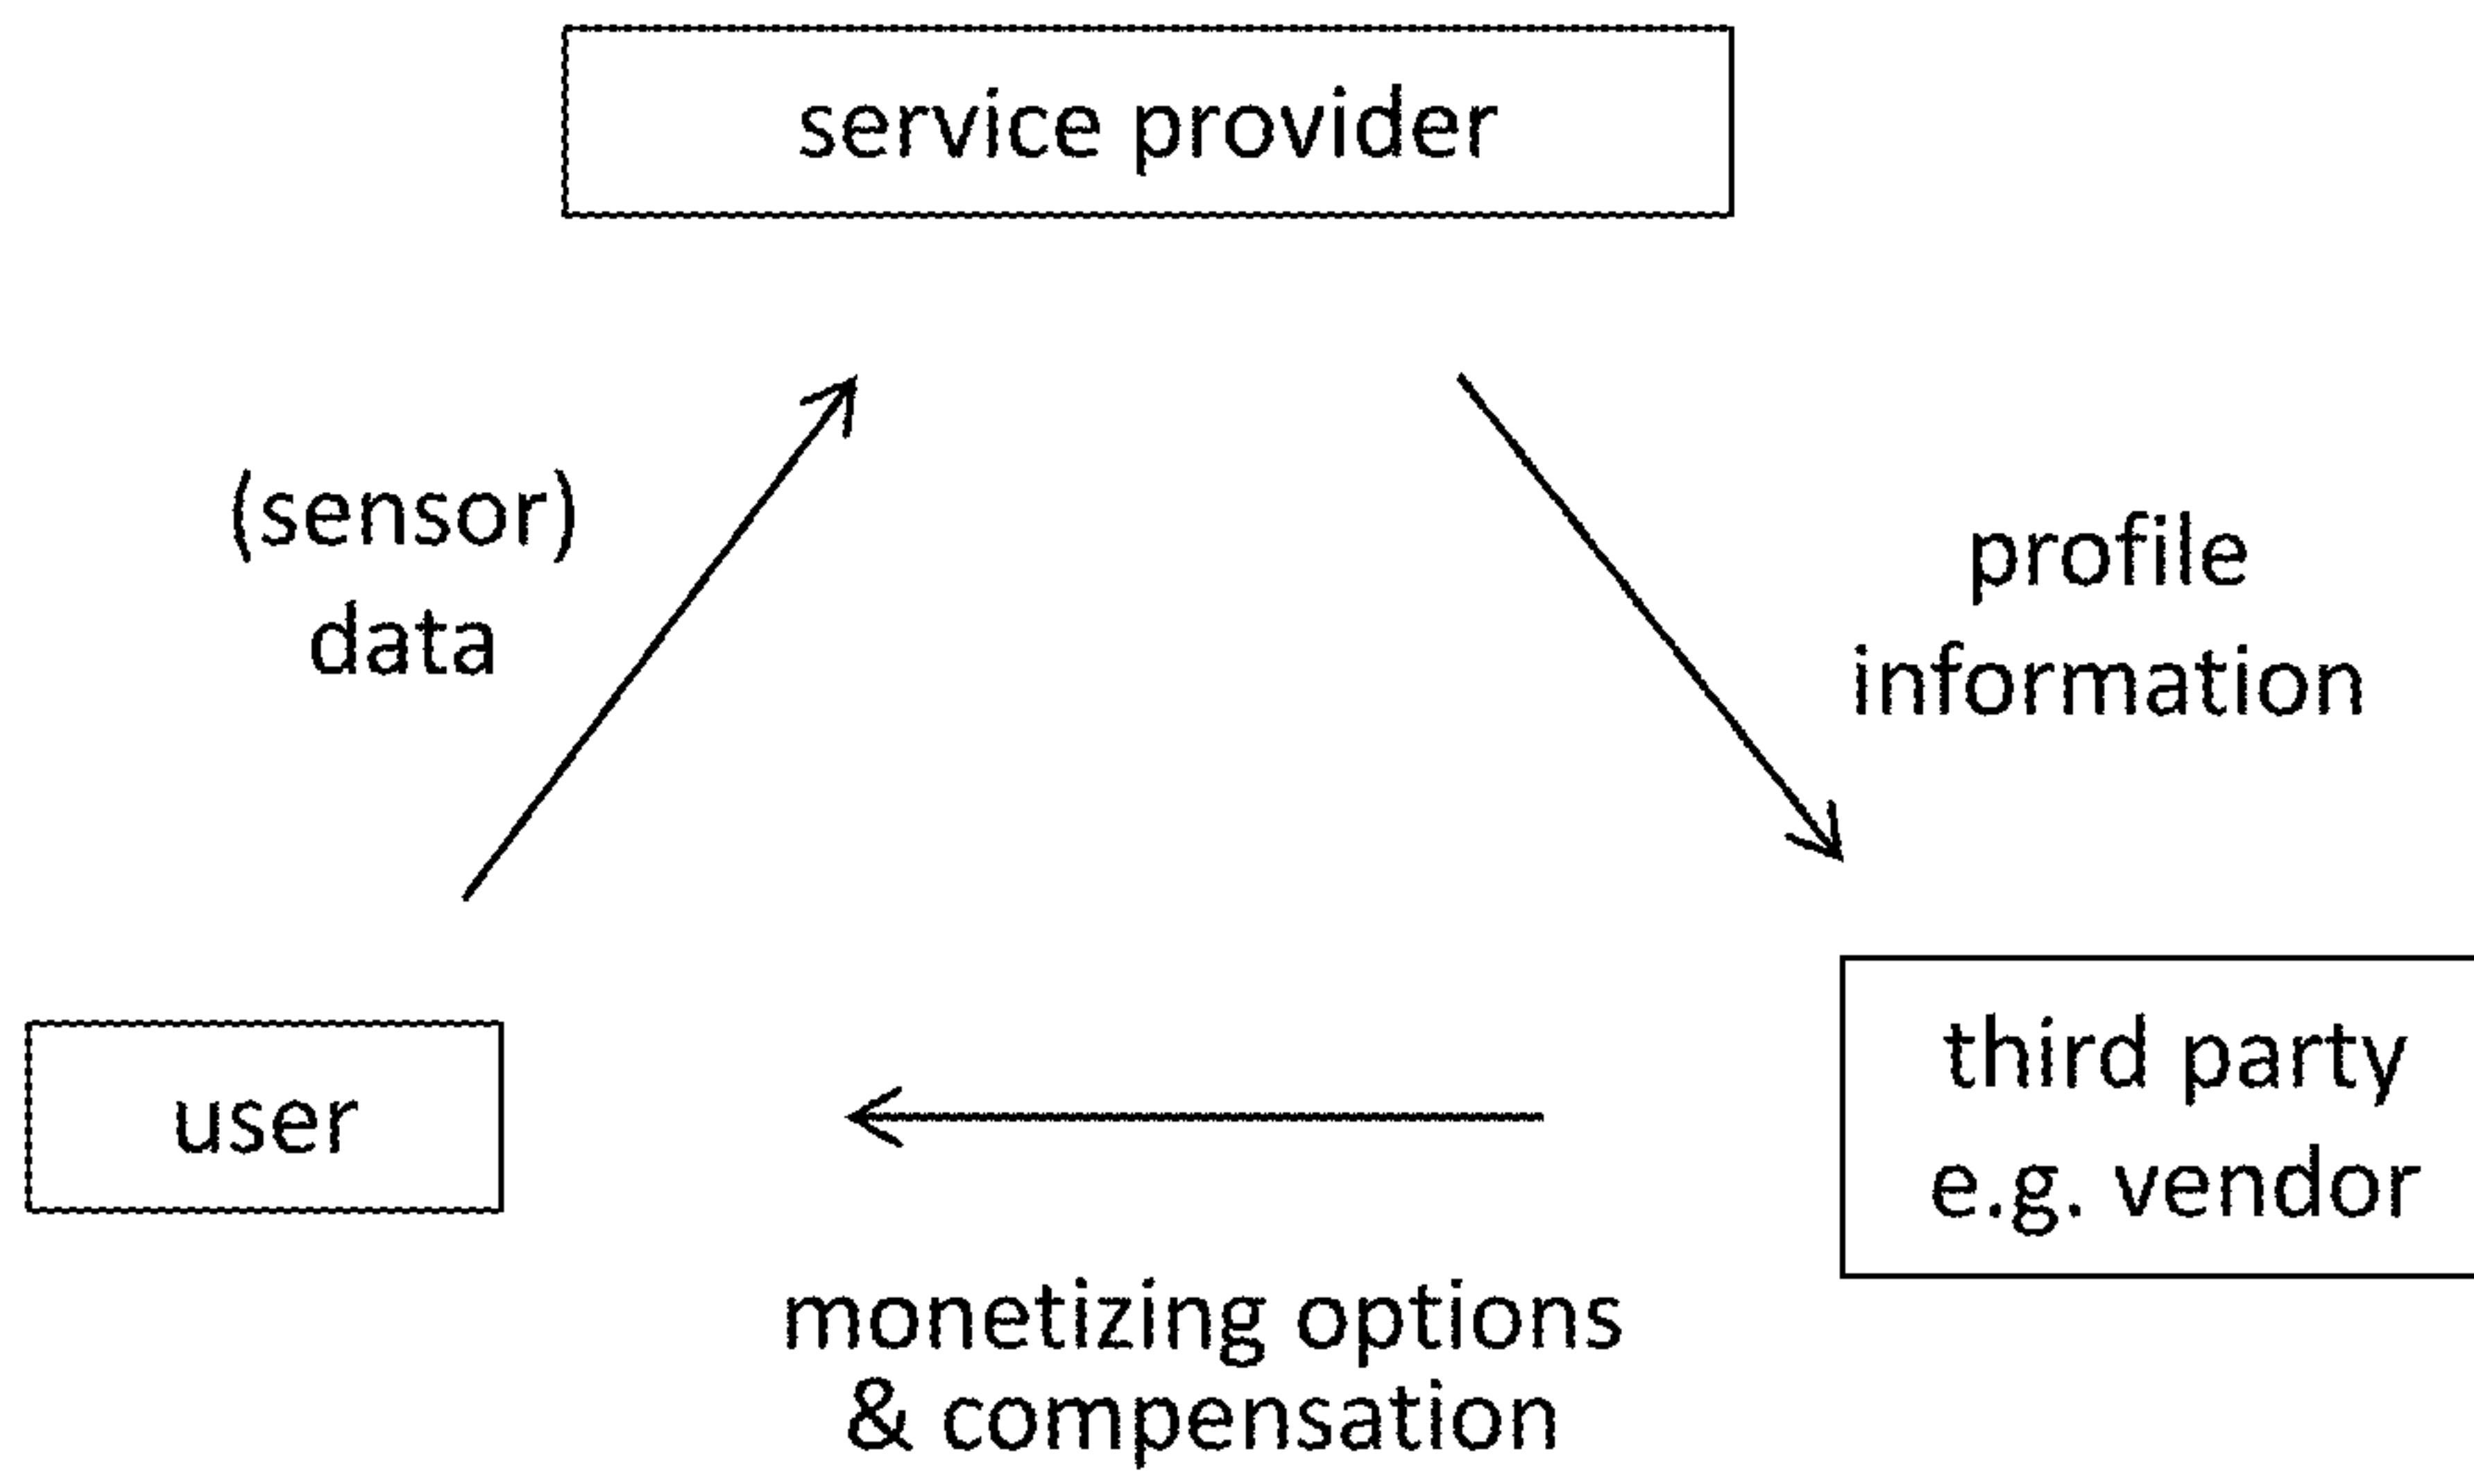 service provider
(sensor)
data
profile
information
user
third party
e.g. vendor
monetizing options
& compensation